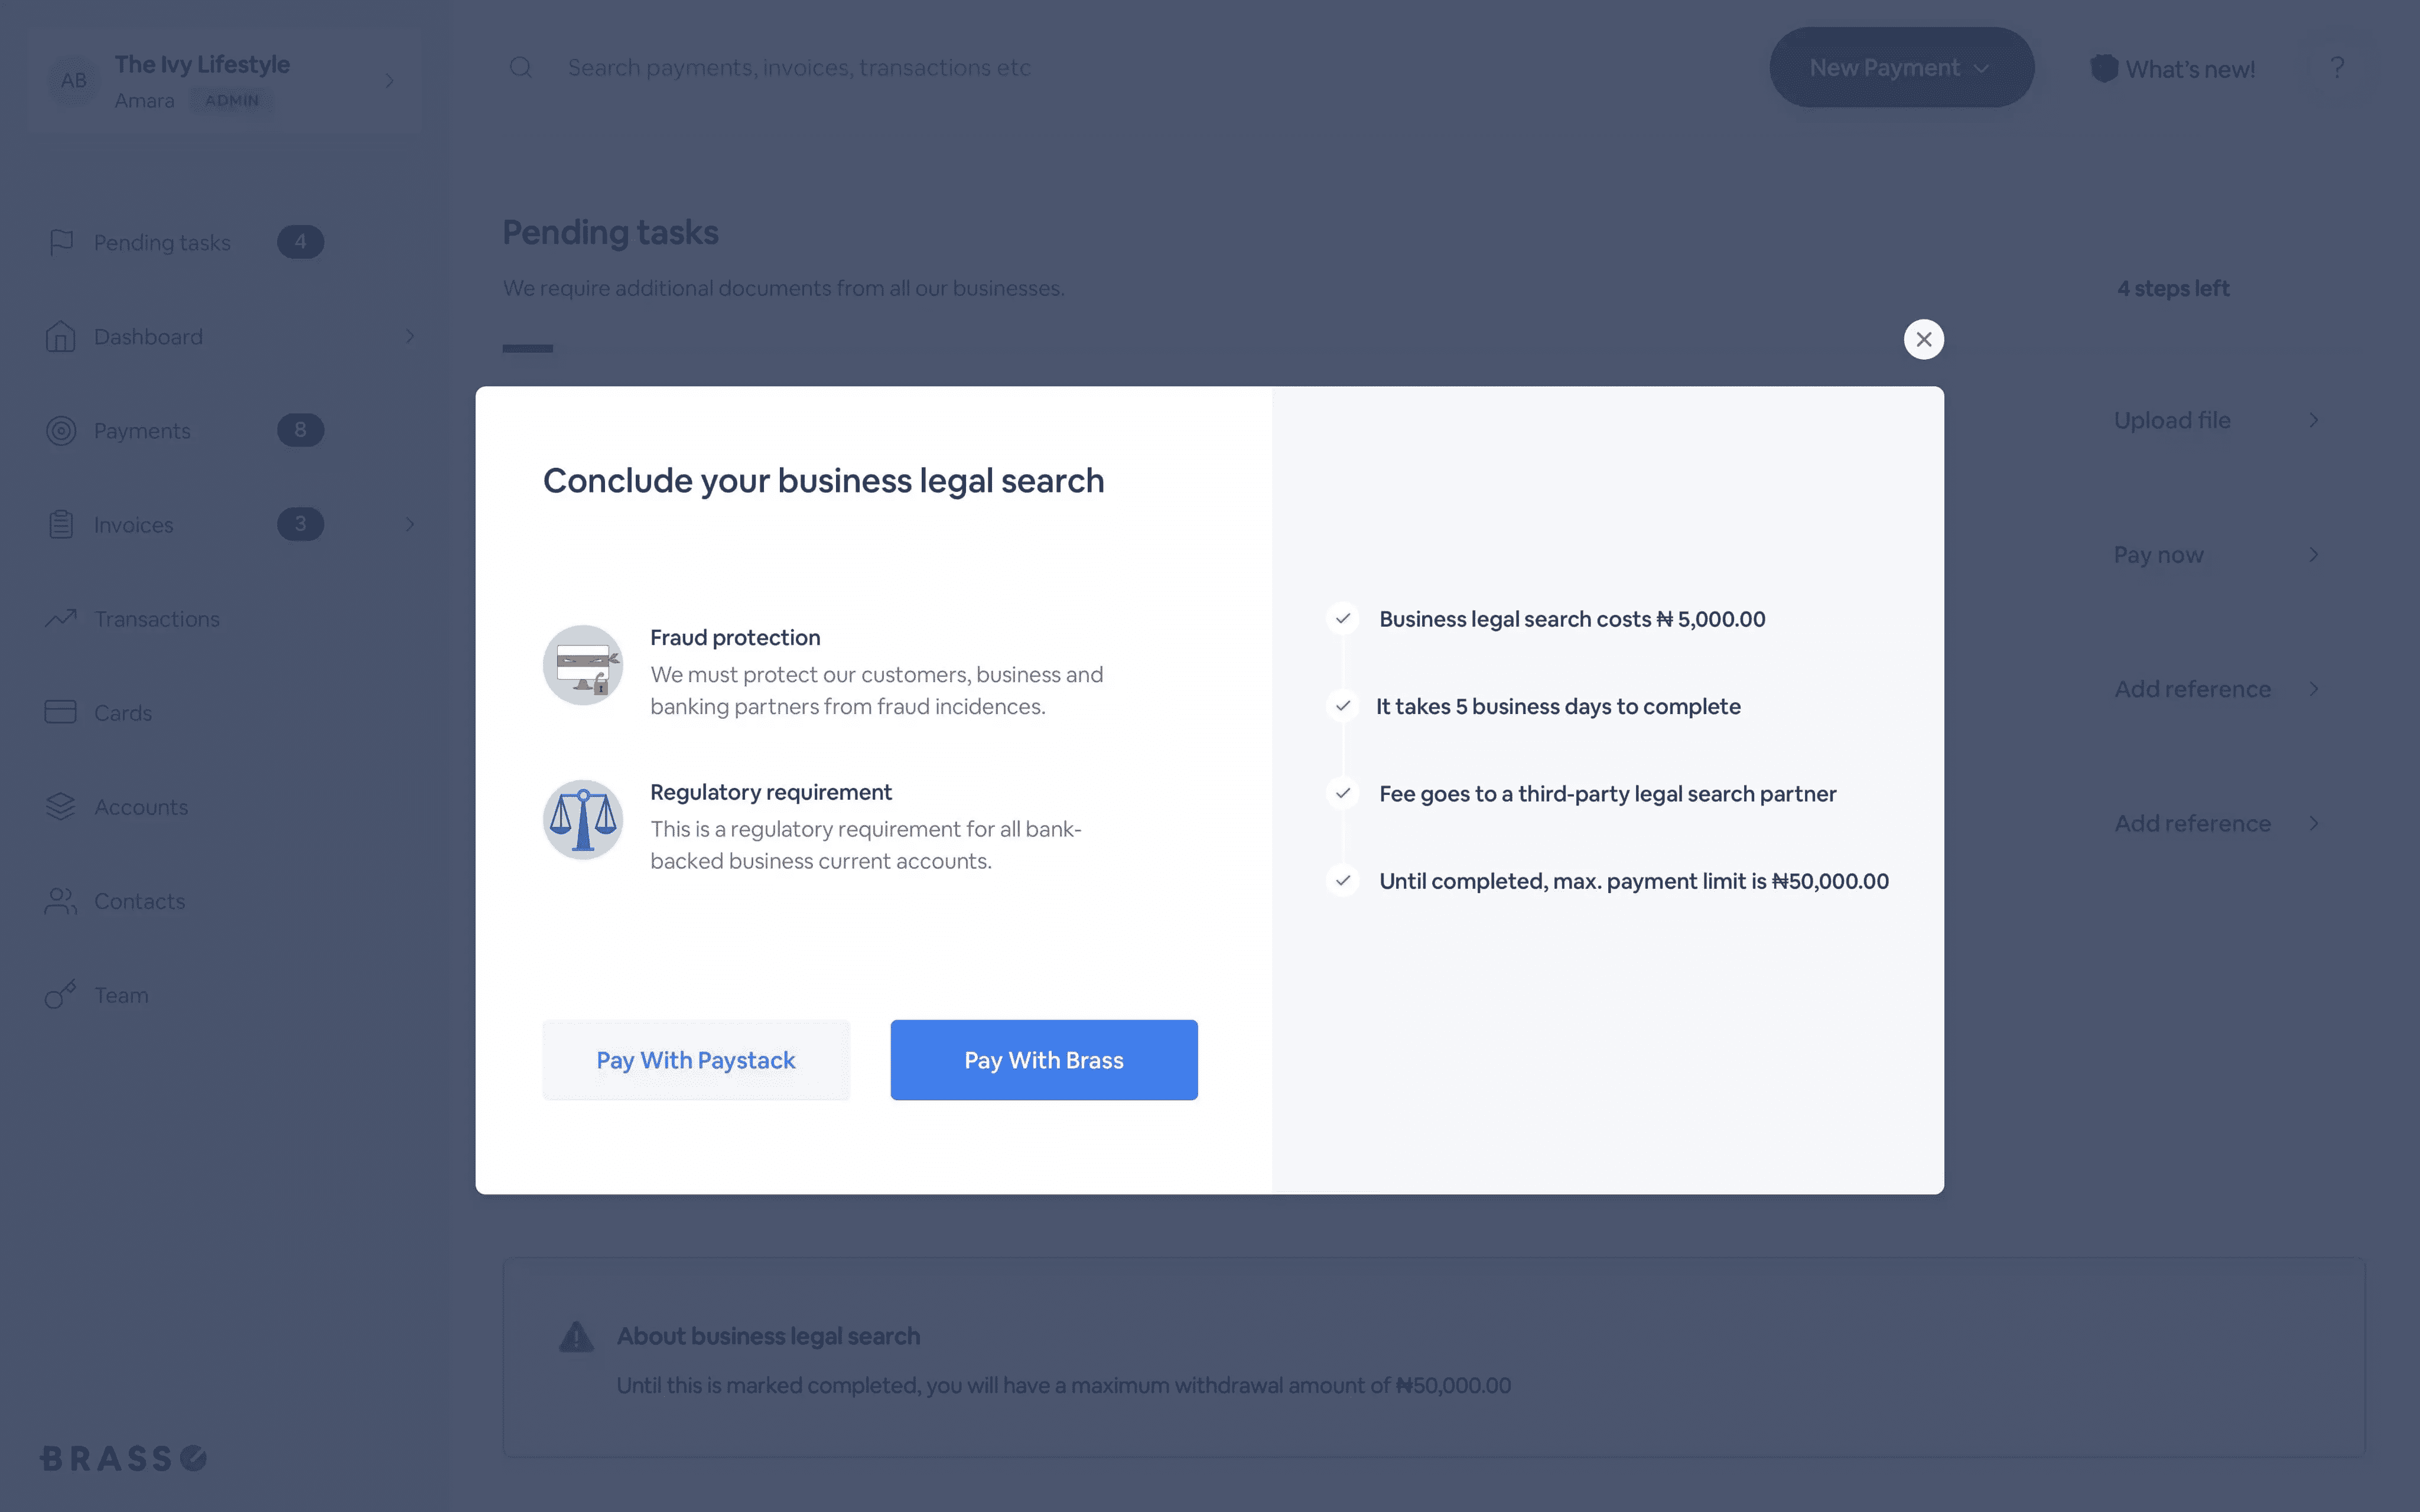 AB
The Ivy Lifestyle
Amara ADMIN
Search payments, invoices, transactions etc
New Payment
What's new!
?
Pending tasks 4
Dashboard
Payments 8
Invoices 3
Transactions
Cards
Accounts
Contacts
Team
BRASS
Pending tasks
We require additional documents from all our businesses.
4 steps left
Upload file
Pay now
Add reference
Add reference
Conclude your business legal search
Fraud protection
We must protect our customers, business and
banking partners from fraud incidences.
Regulatory requirement
This is a regulatory requirement for all bank-
backed business current accounts.
Pay With Paystack
Pay With Brass
Business legal search costs ₦ 5,000.00
It takes 5 business days to complete
Fee goes to a third-party legal search partner
Until completed, max. payment limit is ₦50,000.00
About business legal search
Until this is marked completed, you will have a maximum withdrawal amount of ₦50,000.00